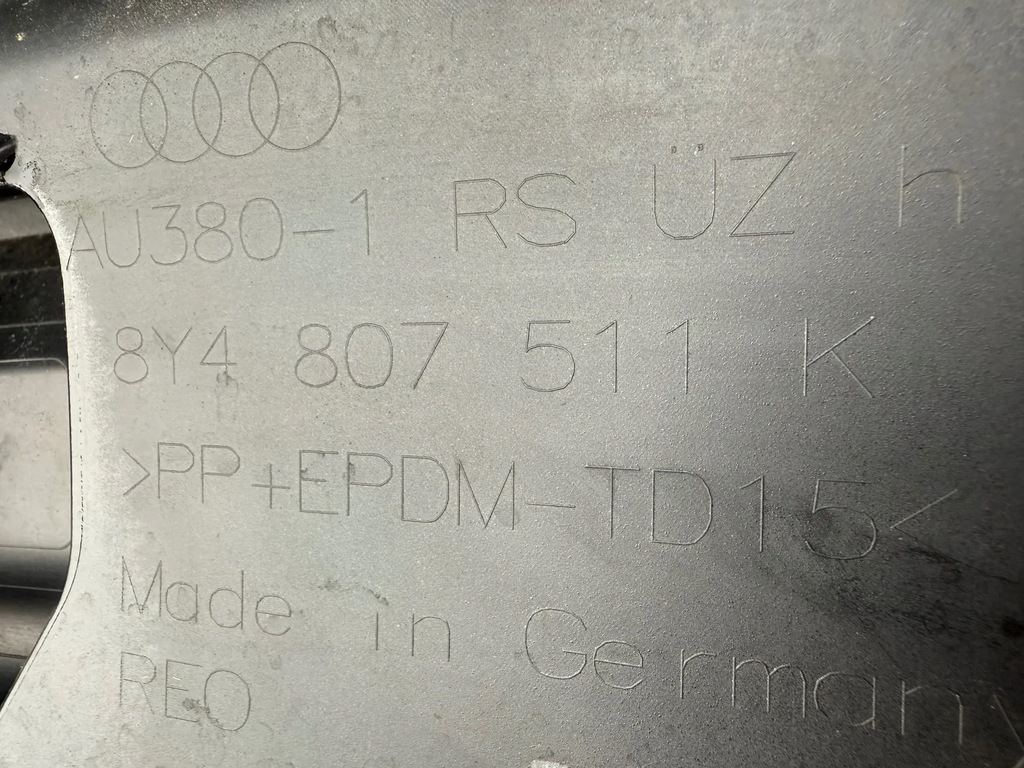 AU380-1 RS ÜZ h
8Y4 807 511 K
>PP+EPDM-TD15<
Made in Germany
REO